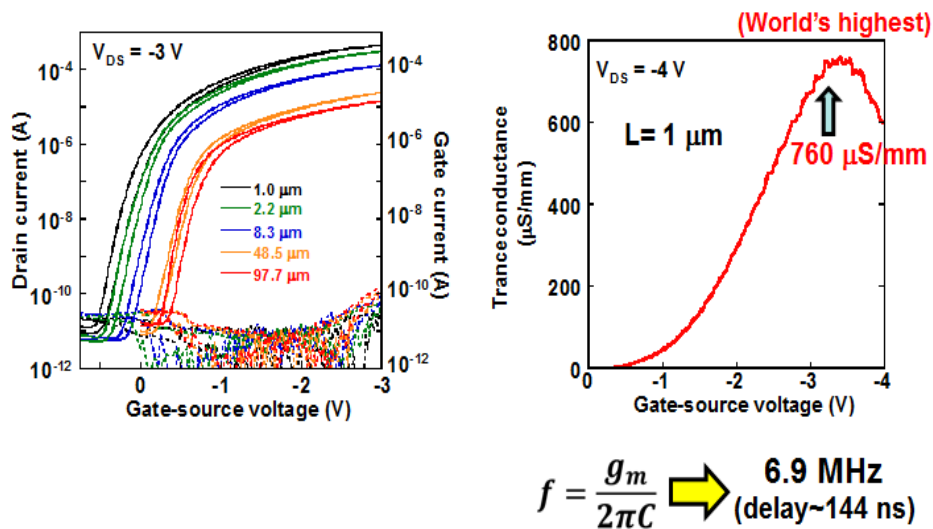 V_DS = -3 V
Drain current (A)
10⁻⁴
10⁻⁶
10⁻⁸
10⁻¹⁰
10⁻¹²
1.0 μm
2.2 μm
8.3 μm
48.5 μm
97.7 μm
10⁻⁴
10⁻⁶
10⁻⁸
10⁻¹⁰
10⁻¹²
Gate current (A)
0 -1 -2 -3
Gate-source voltage (V)
(World's highest)
V_DS = -4 V
L= 1 μm
760 μS/mm
Tranceconductance
(μS/mm)
800
600
400
200
0
0 -1 -2 -3 -4
Gate-source voltage (V)
f = g_m / 2πC
6.9 MHz
(delay~144 ns)